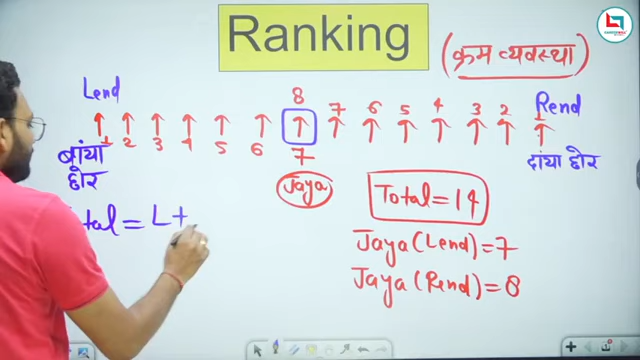 Ranking
(क्रम व्यवस्था)
Lend
8
7 6 5 4 3 2 1
Rend
1 2 3 4 5 6 7
बांया
छोर
दांया छोर
Jaya
Total = 14
Jaya (Lend) = 7
Jaya (Rend) = 8
tal = L +